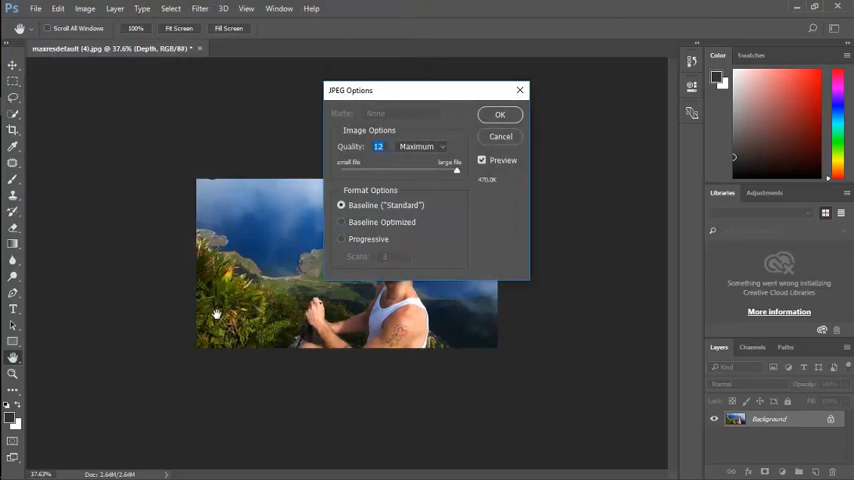 Ps File Edit Image Layer Type Select Filter 3D View Window Help
Scroll All Windows 100% Fit Screen Fill Screen
maxresdefault (4).jpg @ 37.6% (Depth, RGB/8#) * ×
JPEG Options
Matte: None
OK
Image Options
Cancel
Quality: 12 Maximum
Preview
small file large file
470.0K
Format Options
Baseline ("Standard")
Baseline Optimized
Progressive
Scans: 3
Color Swatches
Libraries Adjustments
Something went wrong initializing
Creative Cloud Libraries.
More information
Layers Channels Paths
Kind
Normal Opacity: 100%
Lock: Fill: 100%
Background
37.63% Doc: 2.64M/2.64M